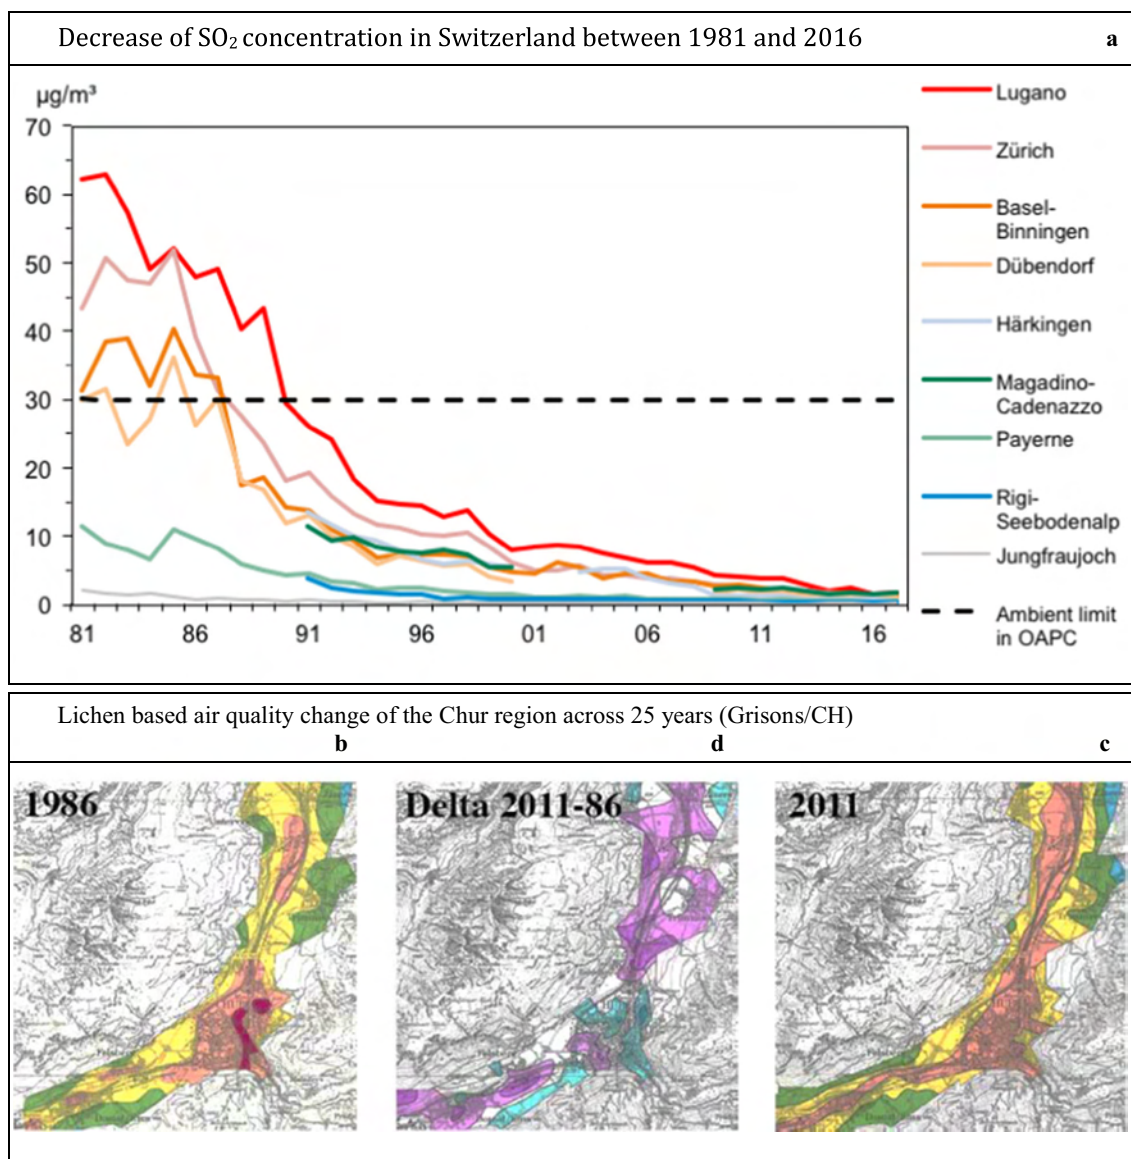 Decrease of SO₂ concentration in Switzerland between 1981 and 2016 a
µg/m³
70
60
50
40
30
20
10
0
81 86 91 96 01 06 11 16
Lugano
Zürich
Basel-
Binningen
Dübendorf
Härkingen
Magadino-
Cadenazzo
Payerne
Rigi-
Seebodenalp
Jungfraujoch
Ambient limit
in OAPC
Lichen based air quality change of the Chur region across 25 years (Grisons/CH)
b d c
1986 Delta 2011-86 2011